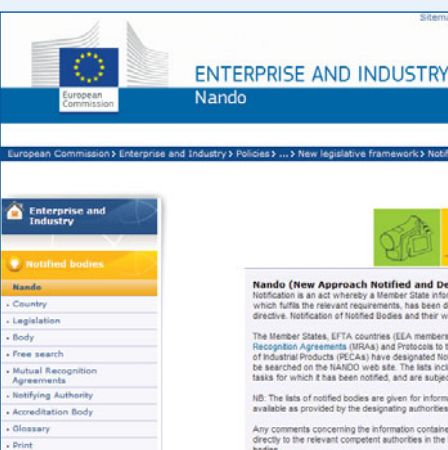 Sitema
European
Commission
ENTERPRISE AND INDUSTRY
Nando
European Commission > Enterprise and Industry > Policies > ... > New legislative framework > Notif
Enterprise and
Industry
Notified bodies
Nando
Country
Legislation
Body
Free search
Mutual Recognition
Agreements
Notifying Authority
Accreditation Body
Glossary
Print
Nando (New Approach Notified and De
Notification is an act whereby a Member State infor
which fulfils the relevant requirements, has been d
directive. Notification of Notified Bodies and their w
The Member States, EFTA countries (EEA members
Recognition Agreements (MRAs) and Protocols to t
of Industrial Products (PECAs) have designated Not
be searched on the NANDO web site. The lists incl
tasks for which it has been notified, and are subje
NB: The lists of notified bodies are given for informa
available as provided by the designating authorities
Any comments concerning the information containe
directly to the relevant competent authorities in the
bodies.